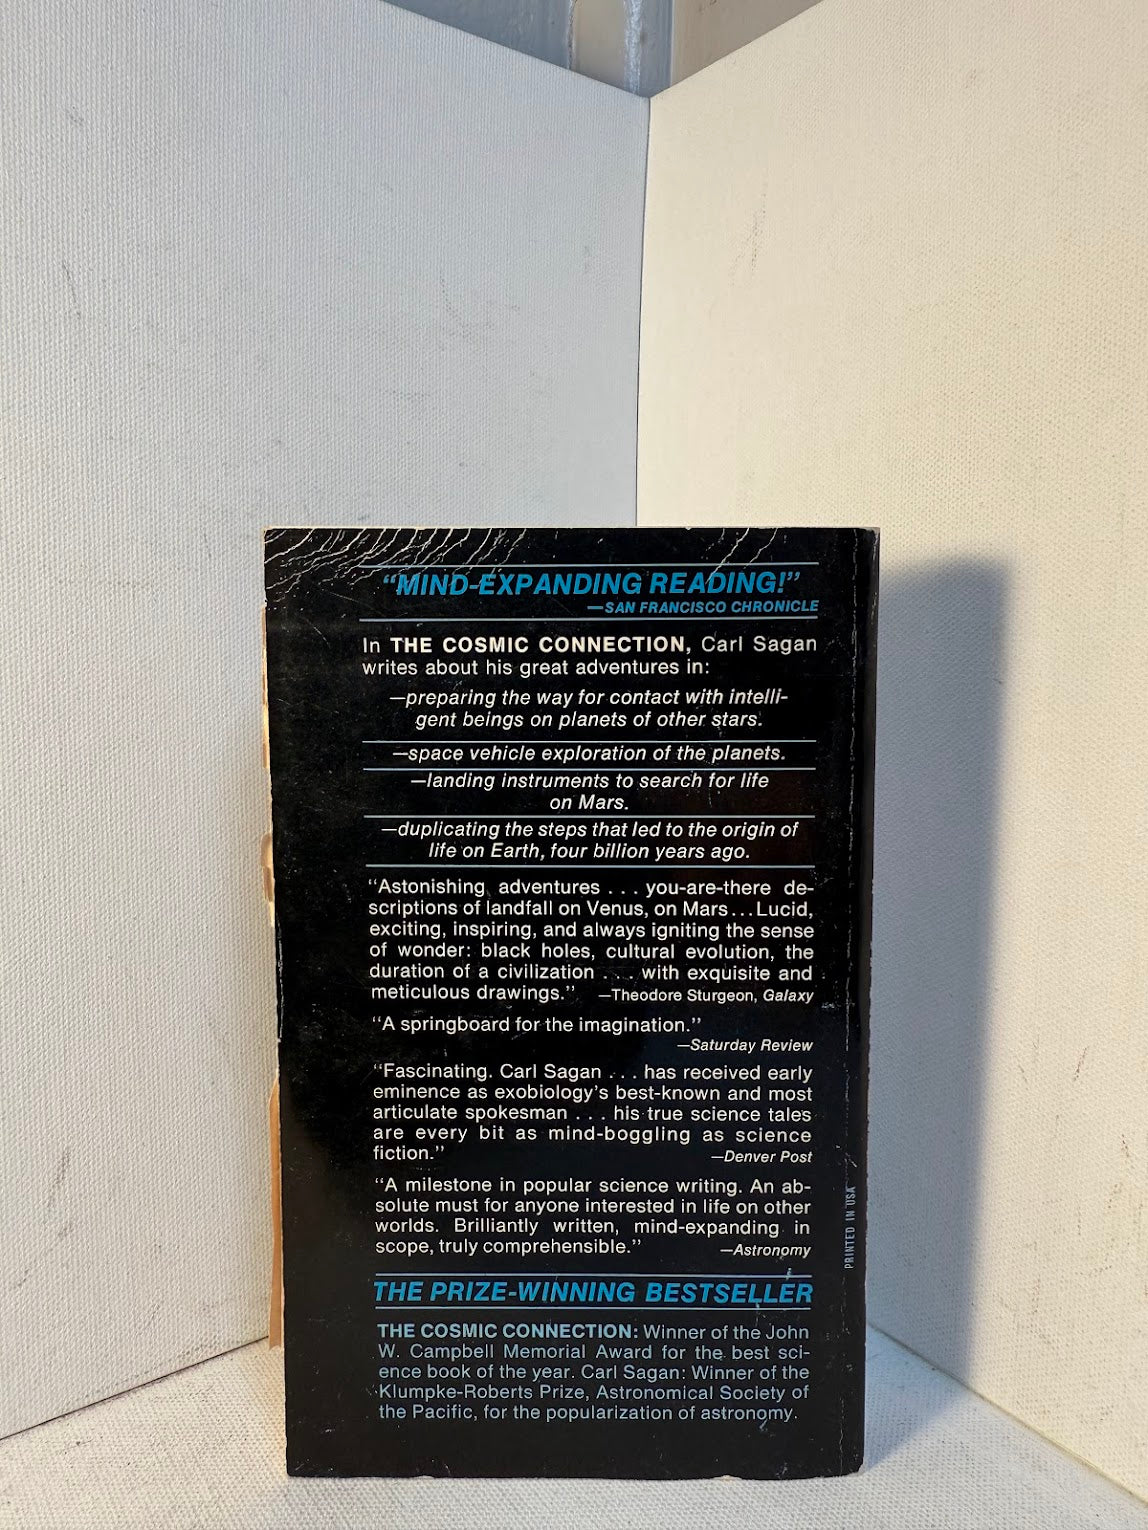 “MIND-EXPANDING READING!”
—SAN FRANCISCO CHRONICLE
In THE COSMIC CONNECTION, Carl Sagan
writes about his great adventures in:
—preparing the way for contact with intelli-
gent beings on planets of other stars.
—space vehicle exploration of the planets.
—landing instruments to search for life
on Mars.
—duplicating the steps that led to the origin of
life on Earth, four billion years ago.
“Astonishing adventures . . . you-are-there de-
scriptions of landfall on Venus, on Mars...Lucid,
exciting, inspiring, and always igniting the sense
of wonder: black holes, cultural evolution, the
duration of a civilization . . . with exquisite and
meticulous drawings.” —Theodore Sturgeon, Galaxy
“A springboard for the imagination.”
—Saturday Review
“Fascinating. Carl Sagan . . . has received early
eminence as exobiology’s best-known and most
articulate spokesman . . . his true science tales
are every bit as mind-boggling as science
fiction.” —Denver Post
“A milestone in popular science writing. An ab-
solute must for anyone interested in life on other
worlds. Brilliantly written, mind-expanding in
scope, truly comprehensible.” —Astronomy
THE PRIZE-WINNING BESTSELLER
THE COSMIC CONNECTION: Winner of the John
W. Campbell Memorial Award for the best sci-
ence book of the year. Carl Sagan: Winner of the
Klumpke-Roberts Prize, Astronomical Society of
the Pacific, for the popularization of astronomy.
PRINTED IN USA